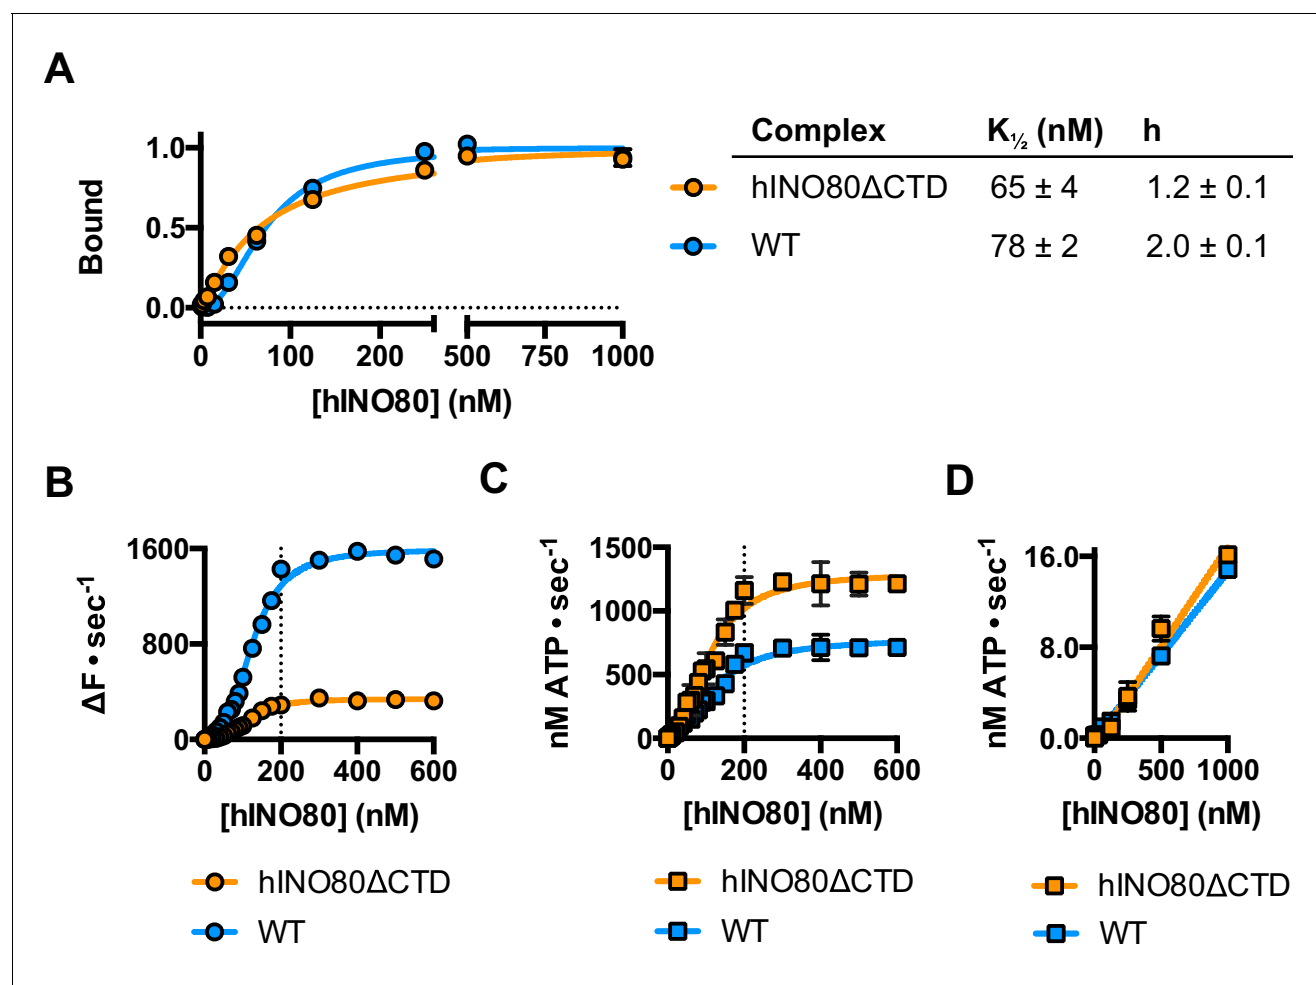 A
Complex K½ (nM) h
hINO80ΔCTD 65 ± 4 1.2 ± 0.1
WT 78 ± 2 2.0 ± 0.1
Bound
1.0
0.5
0.0
0 100 200 500 750 1000
[hINO80] (nM)
B
ΔF • sec⁻¹
1600
800
0
0 200 400 600
[hINO80] (nM)
hINO80ΔCTD
WT
C
nM ATP • sec⁻¹
1500
1000
500
0
0 200 400 600
[hINO80] (nM)
hINO80ΔCTD
WT
D
nM ATP • sec⁻¹
16.0
8.0
0.0
0 500 1000
[hINO80] (nM)
hINO80ΔCTD
WT